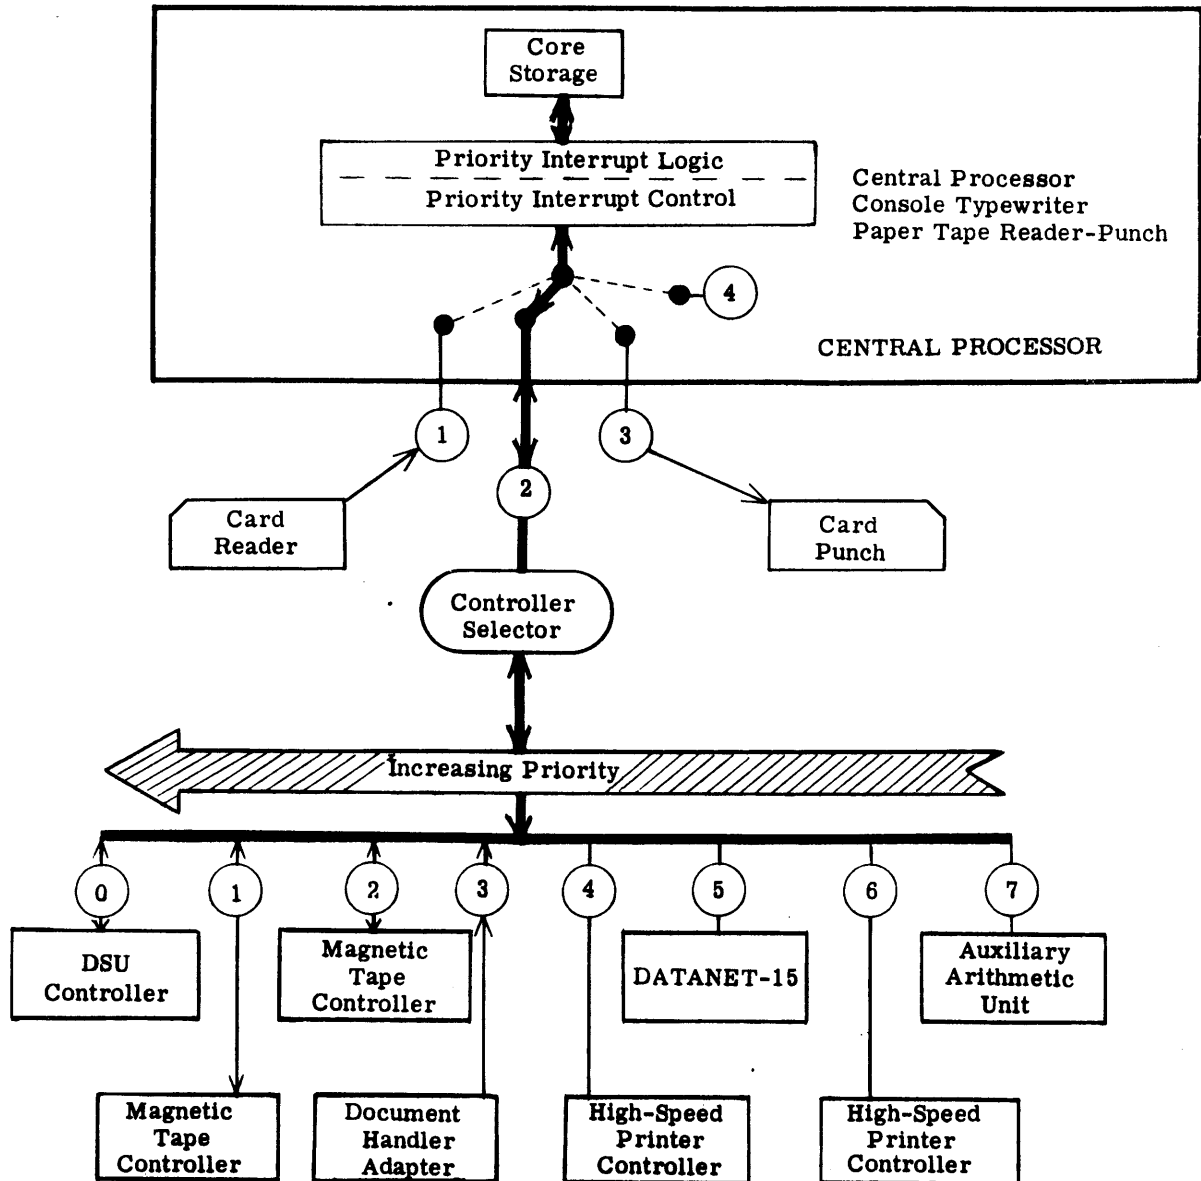 Core
Storage
Priority Interrupt Logic
Priority Interrupt Control
Central Processor
Console Typewriter
Paper Tape Reader-Punch
4
CENTRAL PROCESSOR
1
3
2
Card
Reader
Card
Punch
Controller
Selector
Increasing Priority
0
1
2
3
4
5
6
7
DSU
Controller
Magnetic
Tape
Controller
DATANET-15
Auxiliary
Arithmetic
Unit
Magnetic
Tape
Controller
Document
Handler
Adapter
High-Speed
Printer
Controller
High-Speed
Printer
Controller